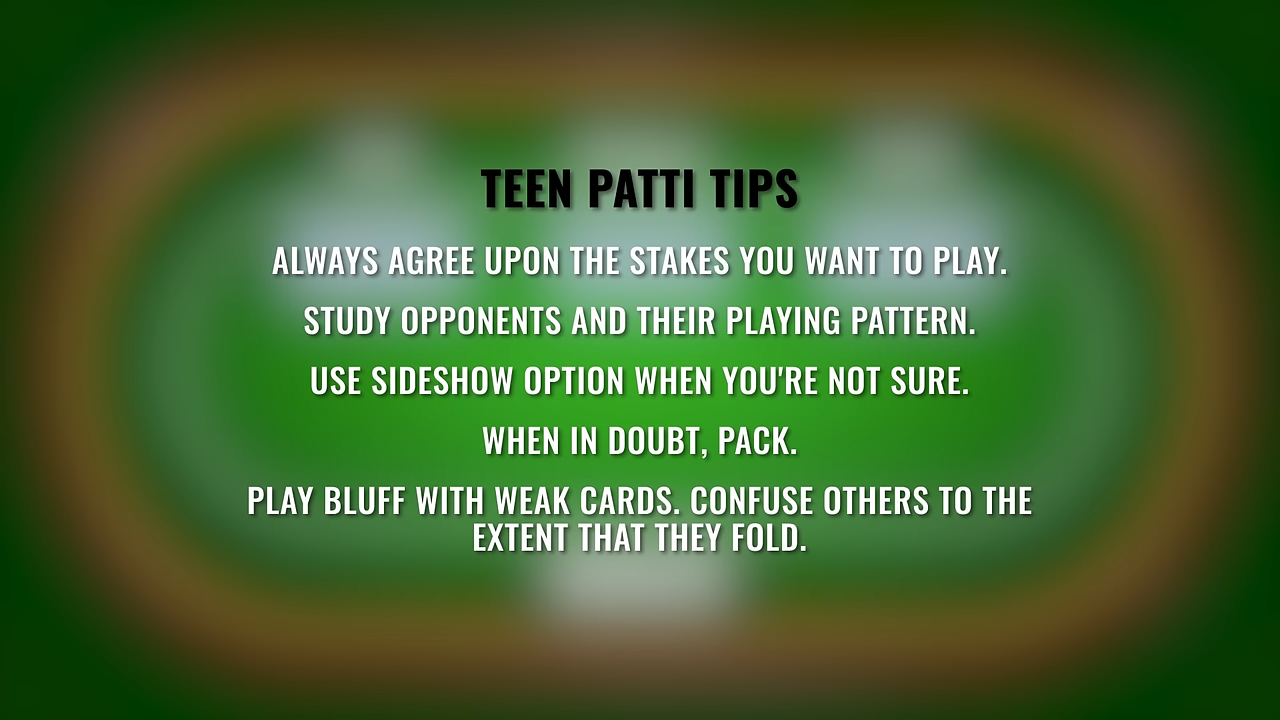 TEEN PATTI TIPS
ALWAYS AGREE UPON THE STAKES YOU WANT TO PLAY.
STUDY OPPONENTS AND THEIR PLAYING PATTERN.
USE SIDESHOW OPTION WHEN YOU'RE NOT SURE.
WHEN IN DOUBT, PACK.
PLAY BLUFF WITH WEAK CARDS. CONFUSE OTHERS TO THE
EXTENT THAT THEY FOLD.